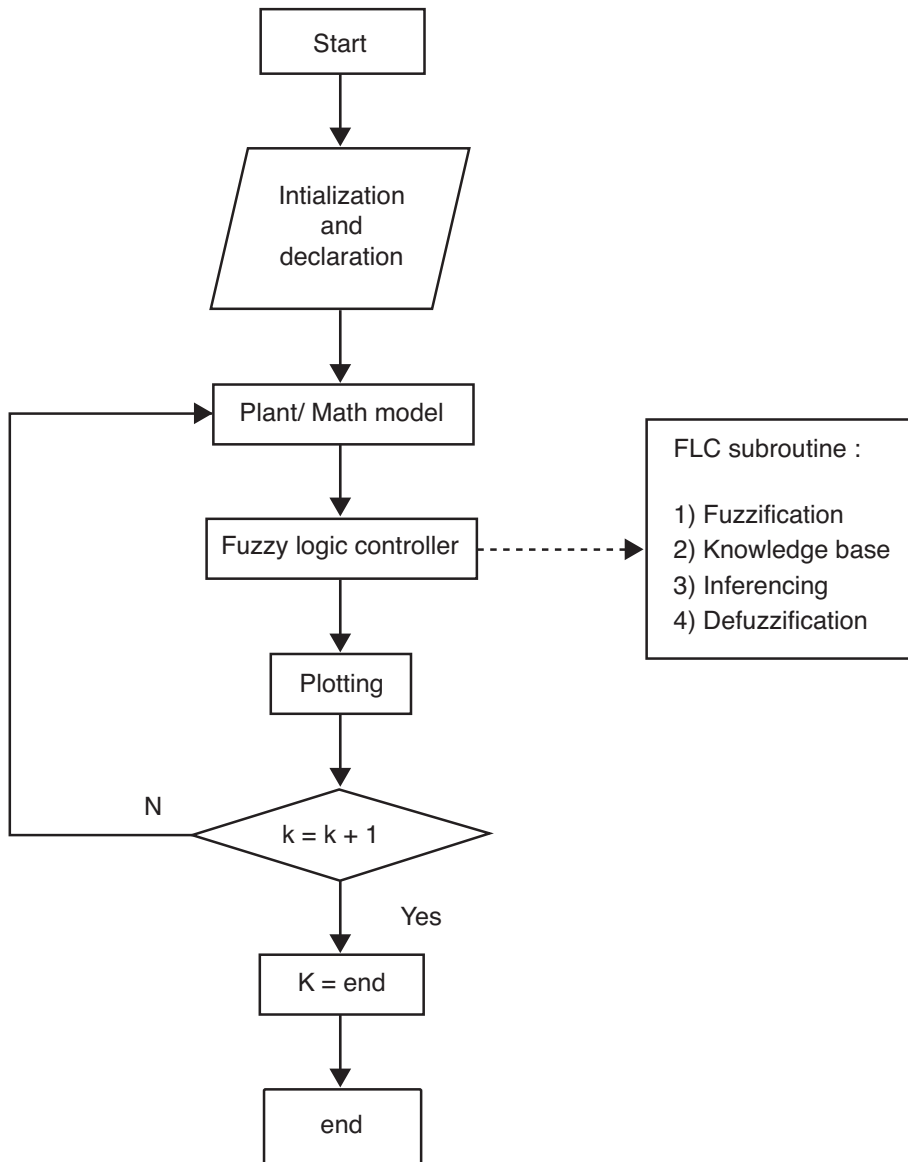 Start
Intialization
and
declaration
Plant/ Math model
Fuzzy logic controller
FLC subroutine :
1) Fuzzification
2) Knowledge base
3) Inferencing
4) Defuzzification
Plotting
N
k = k + 1
Yes
K = end
end